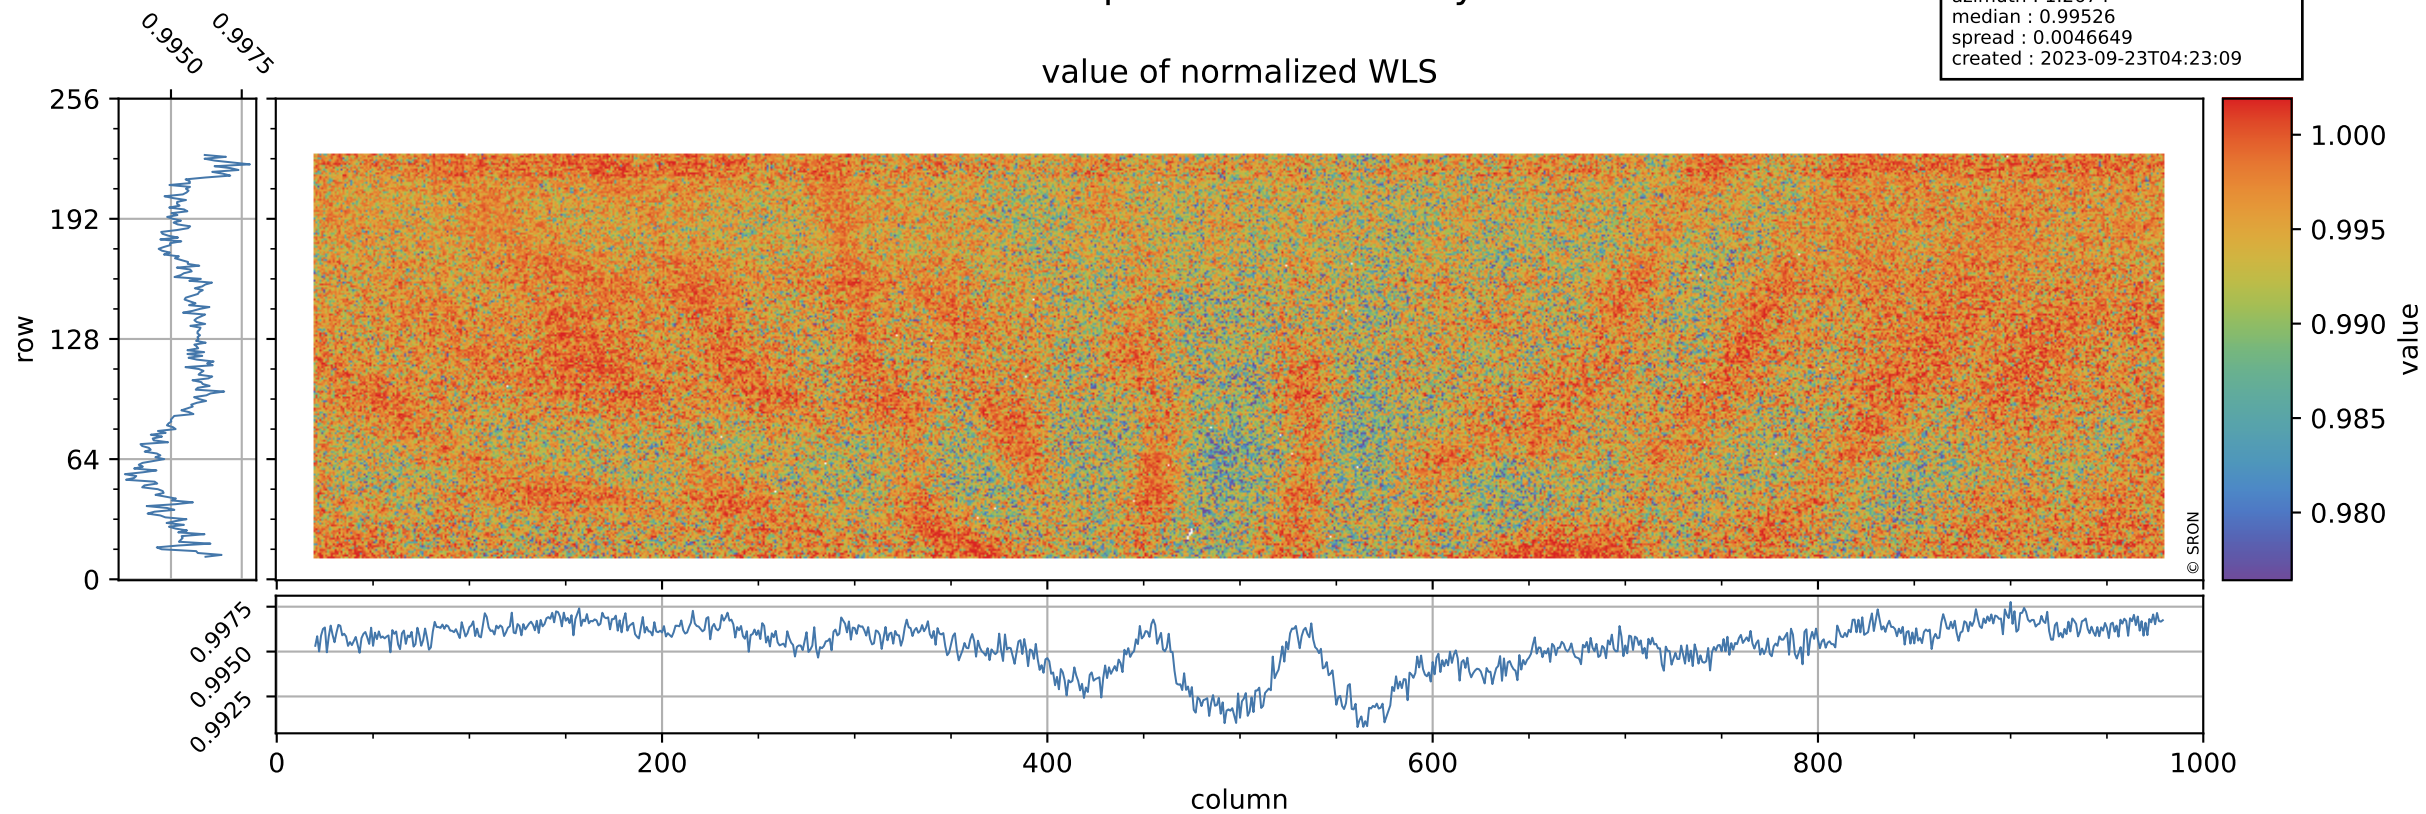 median : 0.99526
spread : 0.0046649
created : 2023-09-23T04:23:09
value of normalized WLS
0.9950
0.9975
256
192
128
64
0
row
© SRON
1.000
0.995
0.990
0.985
0.980
value
0.9975
0.9950
0.9925
0
200
400
600
800
1000
column